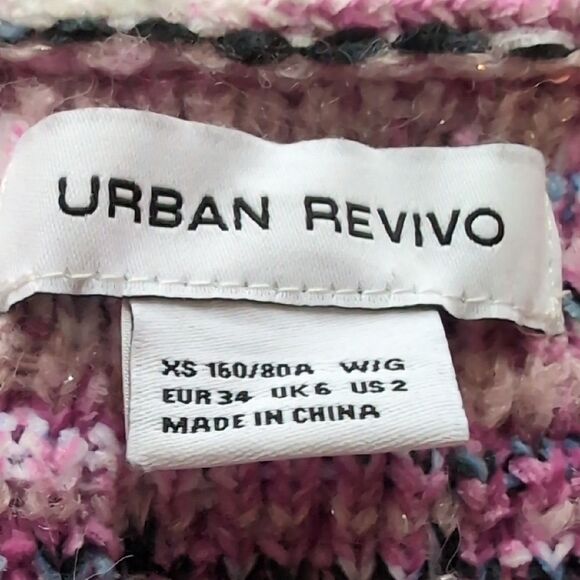 URBAN REVIVO
XS 160/80A W/G
EUR 34 UK 6 US 2
MADE IN CHINA